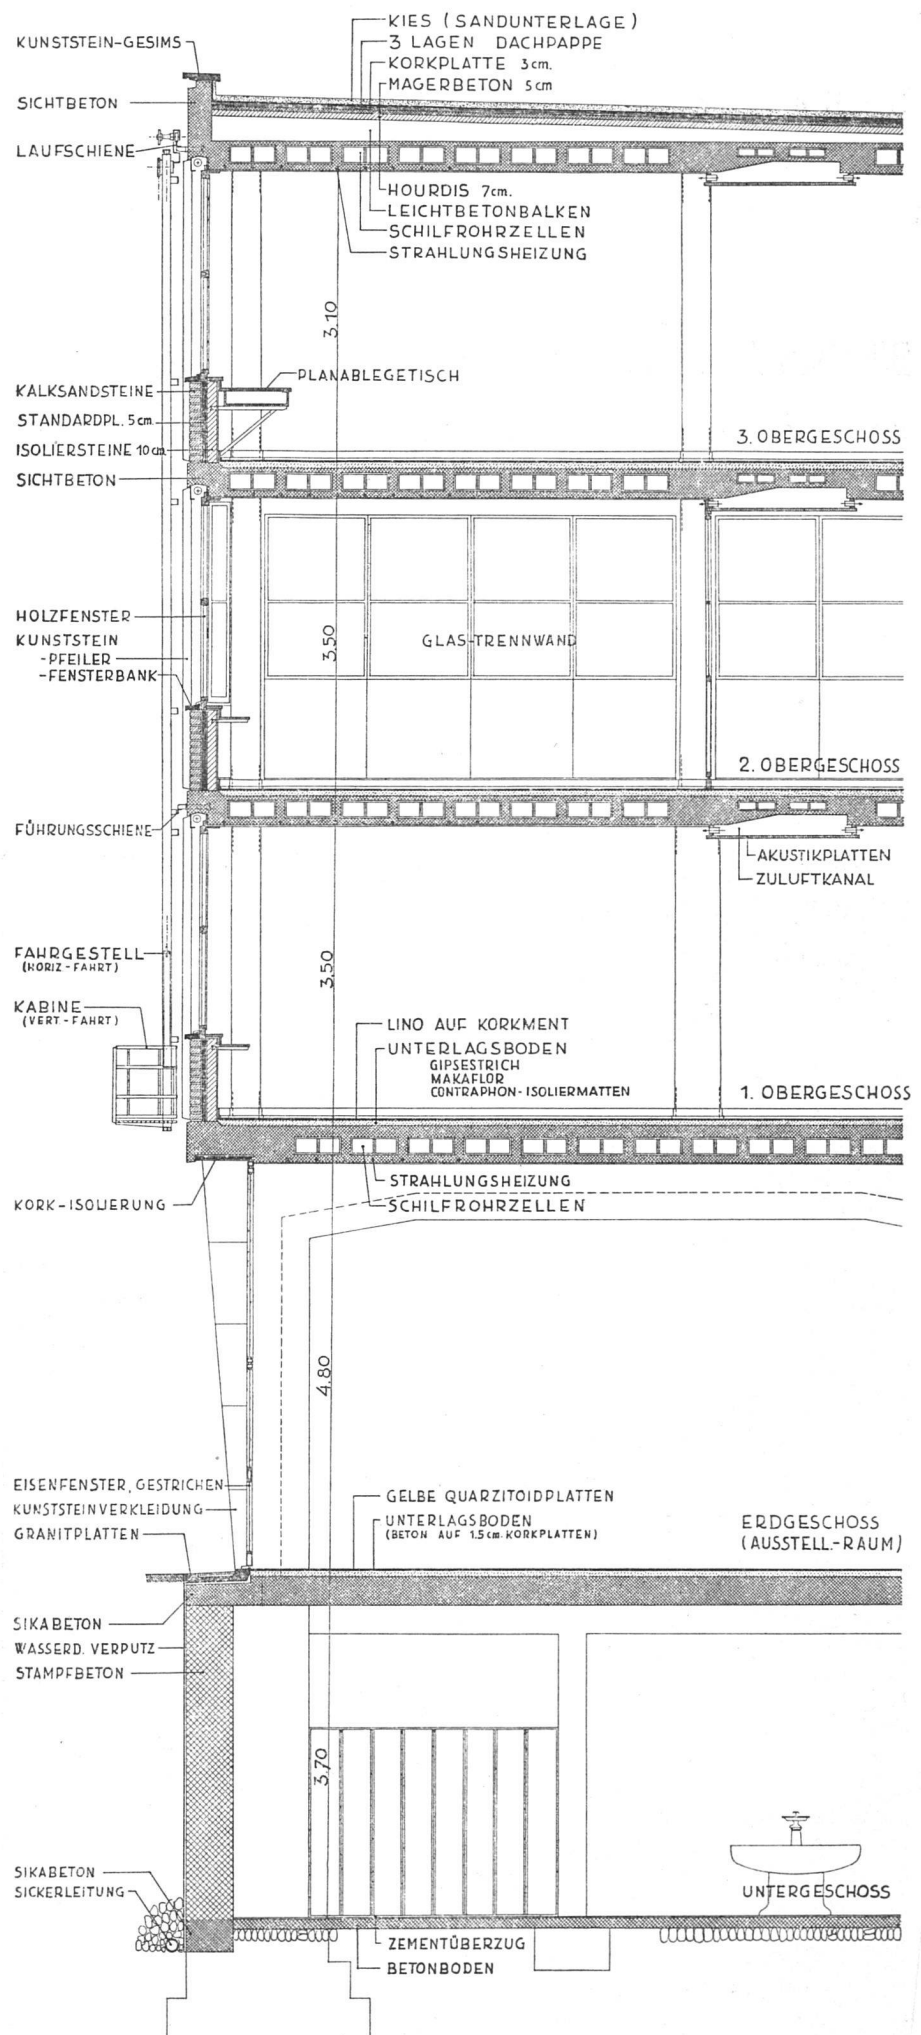 KIES (SANDUNTERLAGE)
3 LAGEN DACHPAPPE
KORKPLATTE 3cm.
MAGERBETON 5cm
KUNSTSTEIN-GESIMS
SICHTBETON
LAUFSCHIENE
HOURDIS 7cm.
LEICHTBETONBALKEN
SCHILFROHRZELLEN
STRAHLUNGSHEIZUNG
3.10
PLANABLEGETISCH
KALKSANDSTEINE
STANDARDPL. 5cm
ISOLIERSTEINE 10cm
SICHTBETON
3. OBERGESCHOSS
HOLZFENSTER
KUNSTSTEIN
-PFEILER
-FENSTERBANK
3.50
GLAS-TRENNWAND
2. OBERGESCHOSS
FÜHRUNGSSCHIENE
AKUSTIKPLATTEN
ZULUFTKANAL
FAHRGESTELL
(HORIZ-FAHRT)
3.50
KABINE
(VERT-FAHRT)
LINO AUF KORKMENT
UNTERLAGSBODEN
GIPSESTRICH
MAKAFLOR
CONTRAPHON-ISOLIERMATTEN
1. OBERGESCHOSS
STRAHLUNGSHEIZUNG
SCHILFROHRZELLEN
KORK-ISOLIERUNG
4.80
EISENFENSTER, GESTRICHEN
KUNSTSTEINVERKLEIDUNG
GRANITPLATTEN
GELBE QUARZITOIDPLATTEN
UNTERLAGSBODEN
(BETON AUF 1.5cm. KORKPLATTEN)
ERDGESCHOSS
(AUSSTELL.-RAUM)
SIKABETON
WASSERD. VERPUTZ
STAMPFBETON
3.70
SIKABETON
SICKERLEITUNG
UNTERGESCHOSS
ZEMENTÜBERZUG
BETONBODEN